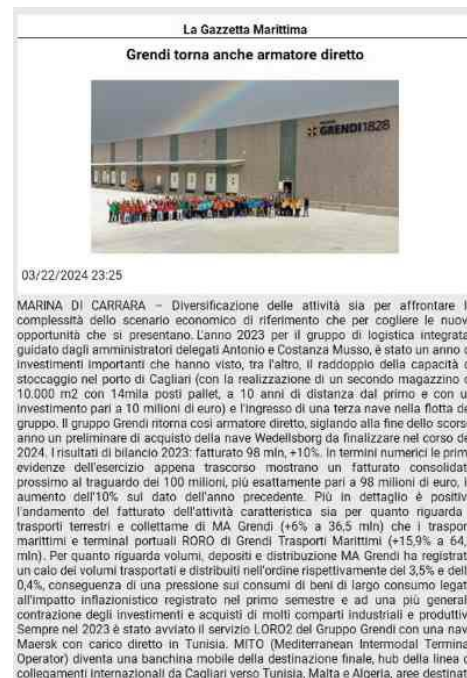 La Gazzetta Marittima
Grendi torna anche armatore diretto
GRENDI1828
03/22/2024 23:25
MARINA DI CARRARA – Diversificazione delle attività sia per affrontare l
complessità dello scenario economico di riferimento che per cogliere le nuov
opportunità che si presentano. L'anno 2023 per il gruppo di logistica integrata
guidato dagli amministratori delegati Antonio e Costanza Musso, è stato un anno d
investimenti importanti che hanno visto, tra l'altro, il raddoppio della capacità d
stoccaggio nel porto di Cagliari (con la realizzazione di un secondo magazzino d
10.000 m2 con 14mila posti pallet, a 10 anni di distanza dal primo e con u
investimento pari a 10 milioni di euro) e l'ingresso di una terza nave nella flotta de
gruppo. Il gruppo Grendi ritorna così armatore diretto, siglando alla fine dello scors
anno un preliminare di acquisto della nave Wedellsborg da finalizzare nel corso de
2024. I risultati di bilancio 2023: fatturato 98 mln, +10%. In termini numerici le prim
evidenze dell'esercizio appena trascorso mostrano un fatturato consolidat
prossimo al traguardo dei 100 milioni, più esattamente pari a 98 milioni di euro, i
aumento dell'10% sul dato dell'anno precedente. Più in dettaglio è positiv
l'andamento del fatturato dell'attività caratteristica sia per quanto riguarda
trasporti terrestri e collettame di MA Grendi (+6% a 36,5 mln) che i traspor
marittimi e terminal portuali RORO di Grendi Trasporti Marittimi (+15,9% a 64,
mln). Per quanto riguarda volumi, depositi e distribuzione MA Grendi ha registrat
un calo dei volumi trasportati e distribuiti nell'ordine rispettivamente del 3,5% e dell
0,4%, conseguenza di una pressione sui consumi di beni di largo consumo legat
all'impatto inflazionistico registrato nel primo semestre e ad una più general
contrazione degli investimenti e acquisti di molti comparti industriali e produttiv
Sempre nel 2023 è stato avviato il servizio LORO2 del Gruppo Grendi con una nav
Maersk con carico diretto in Tunisia. MITO (Mediterranean Intermodal Termina
Operator) diventa una banchina mobile della destinazione finale, hub della linea d
collegamenti internazionali da Cagliari verso Tunisia, Malta e Algeria, aree destinat